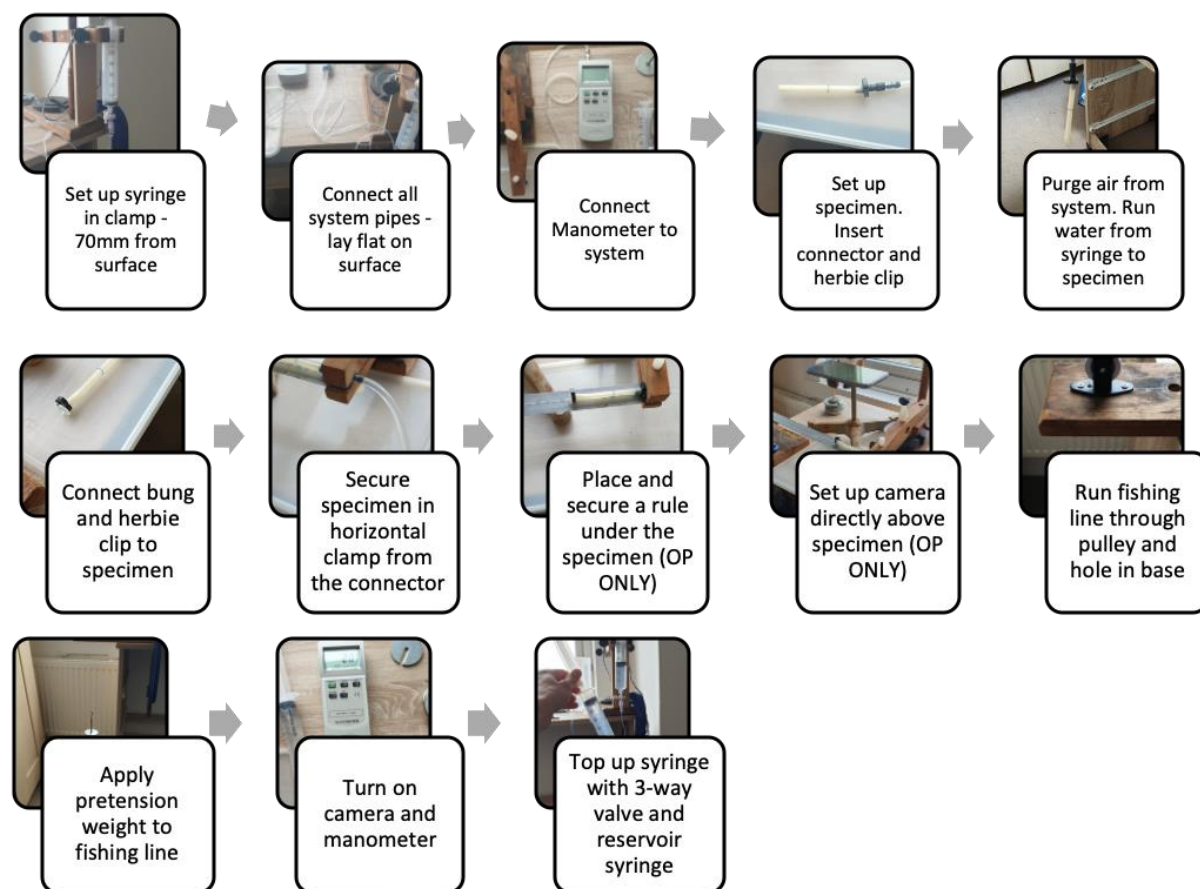 Set up syringe
in clamp -
70mm from
surface
Connect all
system pipes -
lay flat on
surface
Connect
Manometer to
system
Set up
specimen.
Insert
connector and
herbie clip
Purge air from
system. Run
water from
syringe to
specimen
Connect bung
and herbie
clip to
specimen
Secure
specimen in
horizontal
clamp from
the connector
Place and
secure a rule
under the
specimen (OP
ONLY)
Set up camera
directly above
specimen (OP
ONLY)
Run fishing
line through
pulley and
hole in base
Apply
pretension
weight to
fishing line
Turn on
camera and
manometer
Top up syringe
with 3-way
valve and
reservoir
syringe